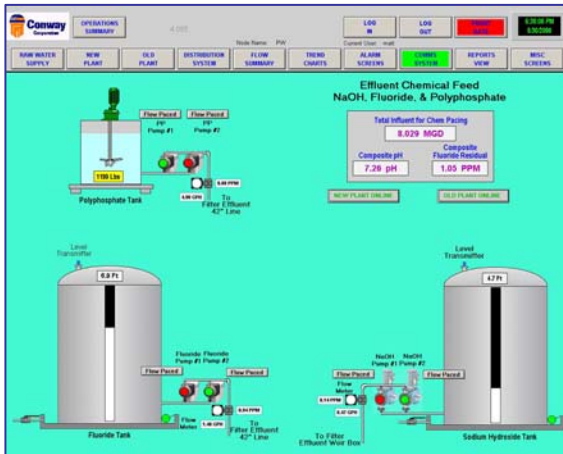 Conway
Corporation
OPERATIONS
SUMMARY
LOG
IN
LOG
OUT
Node Name: PW
Current User: matt
RAW WATER
SUPPLY
NEW
PLANT
OLD
PLANT
DISTRIBUTION
SYSTEM
FLOW
SUMMARY
TREND
CHARTS
ALARM
SCREENS
CHEMS
SYSTEM
REPORTS
VIEW
MISC
SCREENS
Effluent Chemical Feed
NaOH, Fluoride, & Polyphosphate
Total Influent for Chem Pacing
8.029 MGD
Composite pH
7.26 pH
Composite
Fluoride Residual
1.05 PPM
NEW PLANT ONLINE
OLD PLANT ONLINE
Flow Paced
Flow Paced
PP
Pump #1
PP
Pump #2
1190 Lbs
Polyphosphate Tank
To
Filter Effluent
42" Line
Level
Transmitter
6.9 Ft
Flow Paced
Fluoride
Pump #1
Fluoride
Pump #2
Flow Paced
Flow
Meter
To
Filter Effluent
42" Line
Fluoride Tank
Level
Transmitter
4.7 Ft
NaOH
Pump #1
NaOH
Pump #2
Flow Paced
Flow Paced
Flow
Meter
To Filter
Effluent Weir Box
Sodium Hydroxide Tank